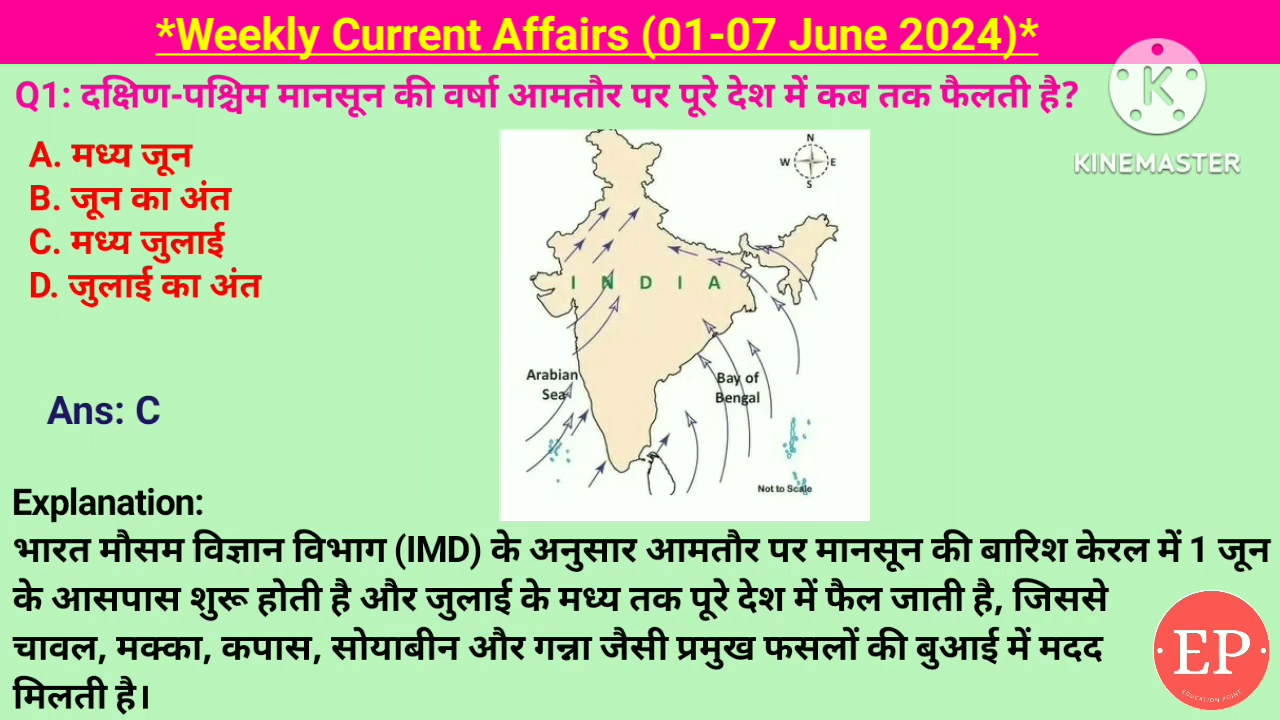 *Weekly Current Affairs (01-07 June 2024)*
Q1: दक्षिण-पश्चिम मानसून की वर्षा आमतौर पर पूरे देश में कब तक फैलती है?
K
KINEMASTER
A. मध्य जून
B. जून का अंत
C. मध्य जुलाई
D. जुलाई का अंत
N
W E
S
I N D I A
Arabian
Sea
Bay of
Bengal
Not to Scale
Ans: C
Explanation:
भारत मौसम विज्ञान विभाग (IMD) के अनुसार आमतौर पर मानसून की बारिश केरल में 1 जून
के आसपास शुरू होती है और जुलाई के मध्य तक पूरे देश में फैल जाती है, जिससे
चावल, मक्का, कपास, सोयाबीन और गन्ना जैसी प्रमुख फसलों की बुआई में मदद
मिलती है।
EP
EDUCATION POINT